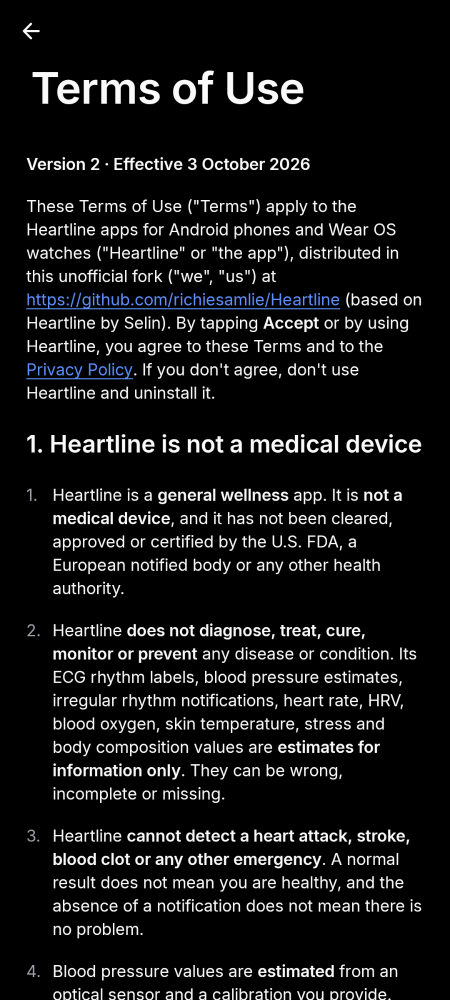 Terms of Use
Version 2 · Effective 3 October 2026
These Terms of Use ("Terms") apply to the
Heartline apps for Android phones and Wear OS
watches ("Heartline" or "the app"), distributed in
this unofficial fork ("we", "us") at
https://github.com/richiesamlie/Heartline (based on
Heartline by Selin). By tapping Accept or by using
Heartline, you agree to these Terms and to the
Privacy Policy. If you don't agree, don't use
Heartline and uninstall it.
1. Heartline is not a medical device
1. Heartline is a general wellness app. It is not a
medical device, and it has not been cleared,
approved or certified by the U.S. FDA, a
European notified body or any other health
authority.
2. Heartline does not diagnose, treat, cure,
monitor or prevent any disease or condition. Its
ECG rhythm labels, blood pressure estimates,
irregular rhythm notifications, heart rate, HRV,
blood oxygen, skin temperature, stress and
body composition values are estimates for
information only. They can be wrong,
incomplete or missing.
3. Heartline cannot detect a heart attack, stroke,
blood clot or any other emergency. A normal
result does not mean you are healthy, and the
absence of a notification does not mean there is
no problem.
4. Blood pressure values are estimated from an
optical sensor and a calibration you provide.